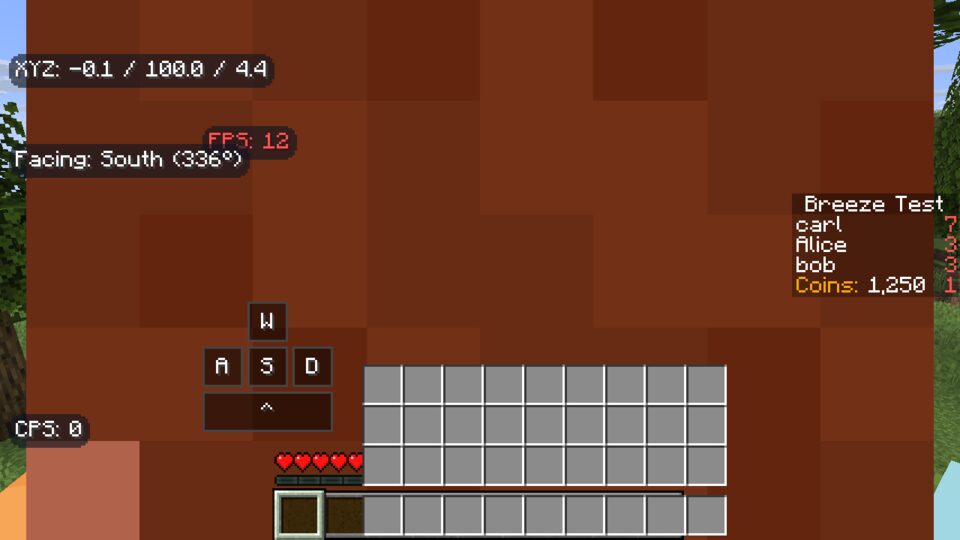 XYZ: -0.1 / 100.0 / 4.4
FPS: 12
Facing: South (336°)
Breeze Test
carl 7
Alice 3
bob 3
Coins: 1,250 1
W
A S D
^
CPS: 0